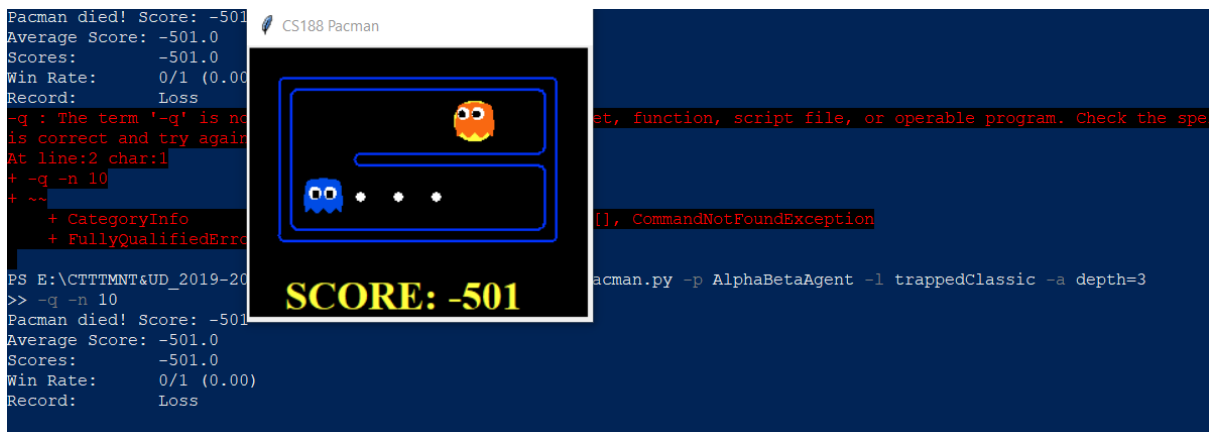 Pacman died! Score: -501
Average Score: -501.0
Scores:        -501.0
Win Rate:      0/1 (0.00
Record:        Loss
-q : The term '-q' is no
et, function, script file, or operable program. Check the spe
is correct and try again
At line:2 char:1
+ -q -n 10
+ ~~
    + CategoryInfo
[], CommandNotFoundException
    + FullyQualifiedErro
CS188 Pacman
SCORE: -501
PS E:\CTTTMNT&UD_2019-20
acman.py -p AlphaBetaAgent -l trappedClassic -a depth=3
>> -q -n 10
Pacman died! Score: -501
Average Score: -501.0
Scores:        -501.0
Win Rate:      0/1 (0.00)
Record:        Loss